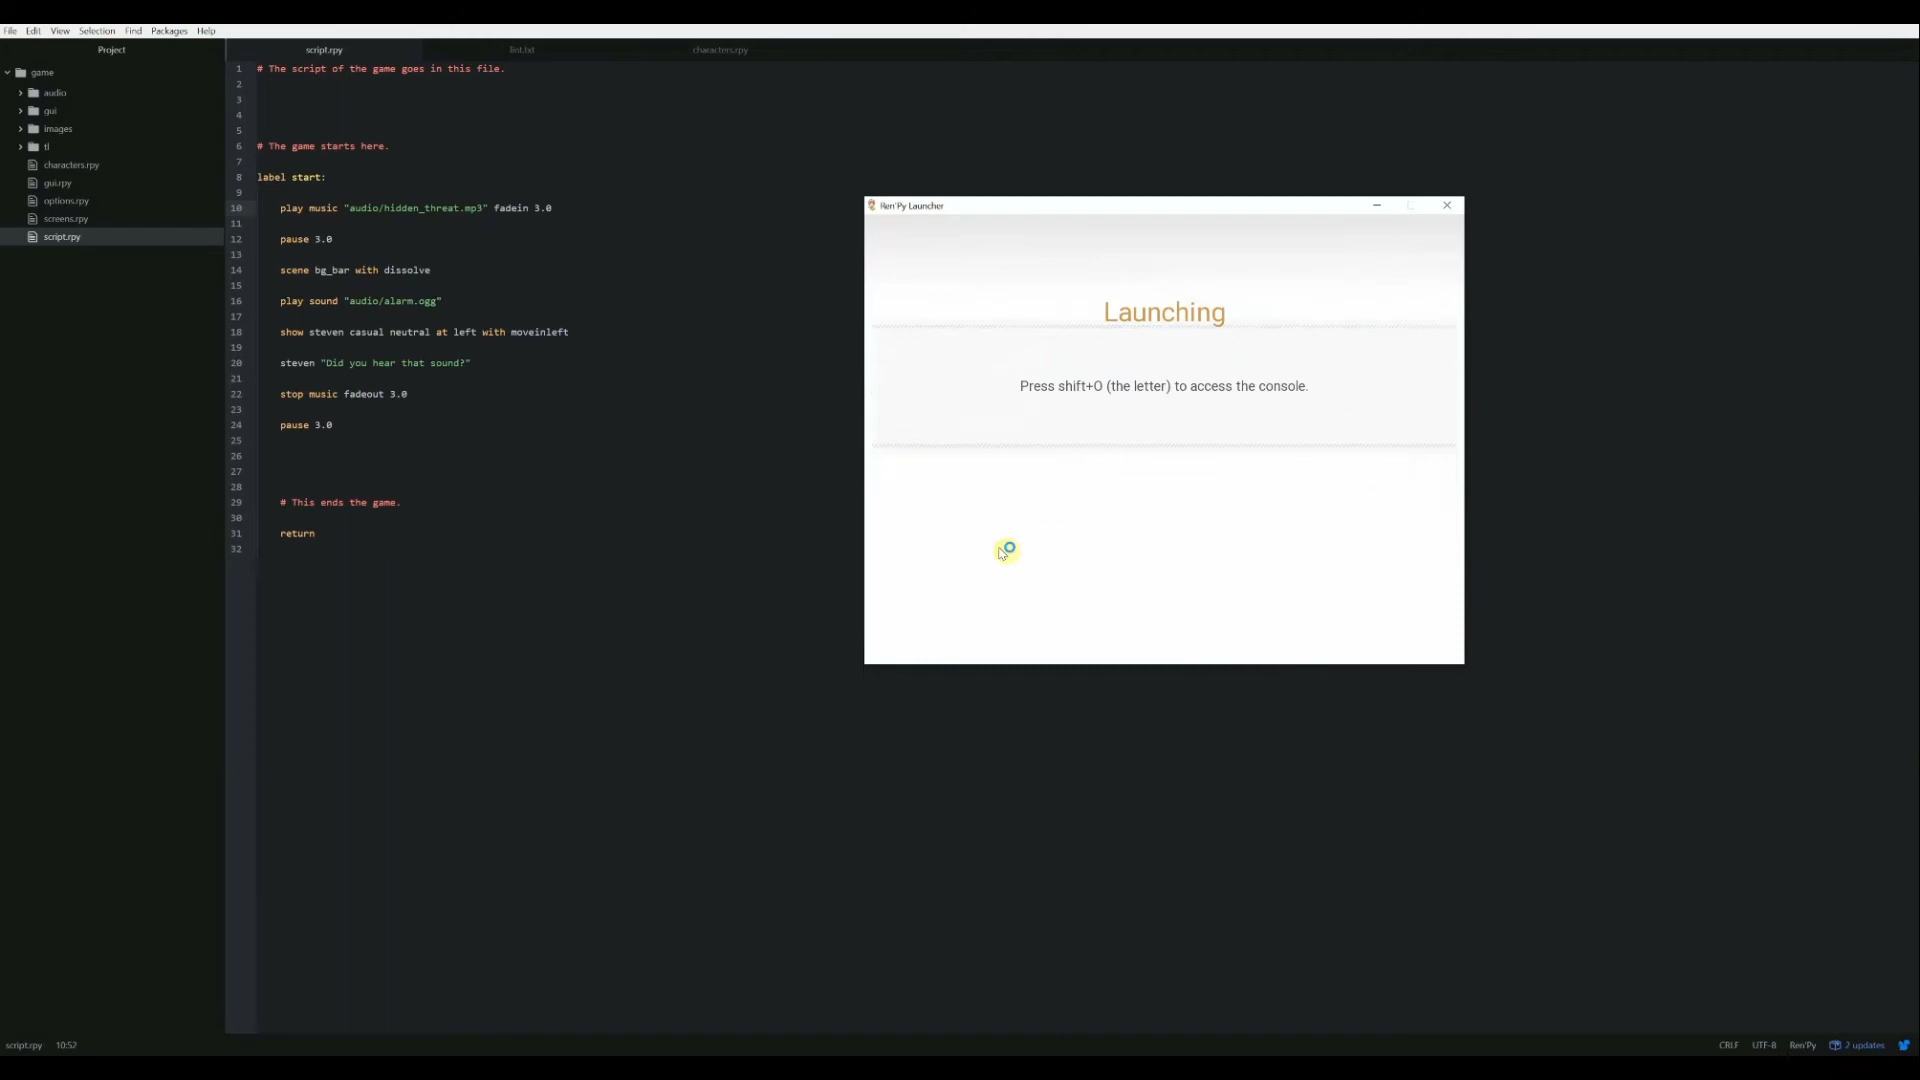 File Edit View Selection Find Packages Help
Project
script.rpy
lint.txt
characters.rpy
game
audio
gui
images
tl
characters.rpy
gui.rpy
options.rpy
screens.rpy
script.rpy
1 # The script of the game goes in this file.
2
3
4
5
6 # The game starts here.
7
8 label start:
9
10 play music "audio/hidden_threat.mp3" fadein 3.0
11
12 pause 3.0
13
14 scene bg_bar with dissolve
15
16 play sound "audio/alarm.ogg"
17
18 show steven casual neutral at left with moveinleft
19
20 steven "Did you hear that sound?"
21
22 stop music fadeout 3.0
23
24 pause 3.0
25
26
27
28
29 # This ends the game.
30
31 return
32
Ren'Py Launcher
Launching
Press shift+O (the letter) to access the console.
script.rpy 10:52
CRLF UTF-8 Ren'Py 2 updates